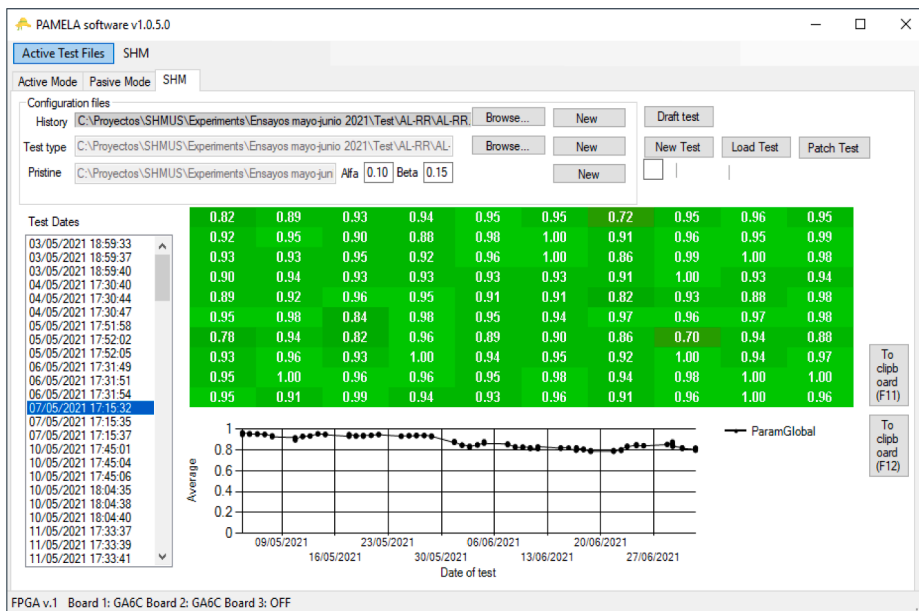 PAMELA software v1.0.5.0
Active Test Files SHM
Active Mode Pasive Mode SHM
Configuration files
History C:\Proyectos\SHMUS\Experiments\Ensayos mayo-junio 2021\Test\AL-RR\AL-RR. Browse... New Draft test
Test type C:\Proyectos\SHMUS\Experiments\Ensayos mayo-junio 2021\Test\AL-RR\AL- Browse... New New Test Load Test Patch Test
Pristine C:\Proyectos\SHMUS\Experiments\Ensayos mayo-jun Alfa 0.10 Beta 0.15 New
Test Dates
03/05/2021 18:59:33
03/05/2021 18:59:37
03/05/2021 18:59:40
04/05/2021 17:30:40
04/05/2021 17:30:44
04/05/2021 17:30:47
05/05/2021 17:51:58
05/05/2021 17:52:02
05/05/2021 17:52:05
06/05/2021 17:31:49
06/05/2021 17:31:51
06/05/2021 17:31:54
07/05/2021 17:15:32
07/05/2021 17:15:35
07/05/2021 17:15:37
10/05/2021 17:45:01
10/05/2021 17:45:04
10/05/2021 17:45:06
10/05/2021 18:04:35
10/05/2021 18:04:38
10/05/2021 18:04:40
11/05/2021 17:33:37
11/05/2021 17:33:39
11/05/2021 17:33:41
0.82 0.89 0.93 0.94 0.95 0.95 0.72 0.95 0.96 0.95
0.92 0.95 0.90 0.88 0.98 1.00 0.91 0.96 0.95 0.99
0.93 0.93 0.95 0.92 0.96 1.00 0.86 0.99 1.00 0.98
0.90 0.94 0.93 0.93 0.93 0.93 0.91 1.00 0.93 0.94
0.89 0.92 0.96 0.95 0.91 0.91 0.82 0.93 0.88 0.98
0.95 0.98 0.84 0.98 0.95 0.94 0.97 0.96 0.97 0.98
0.78 0.94 0.82 0.96 0.89 0.90 0.86 0.70 0.94 0.88
0.93 0.96 0.93 1.00 0.94 0.95 0.92 1.00 0.94 0.97
0.95 1.00 0.96 0.96 0.95 0.98 0.94 0.98 1.00 1.00
0.95 0.91 0.99 0.94 0.93 0.96 0.91 0.96 1.00 0.96
To
clipb
oard
(F11)
To
clipb
oard
(F12)
ParamGlobal
Average
1
0.8
0.6
0.4
0.2
0
09/05/2021 23/05/2021 06/06/2021 20/06/2021
16/05/2021 30/05/2021 13/06/2021 27/06/2021
Date of test
FPGA v.1 Board 1: GA6C Board 2: GA6C Board 3: OFF